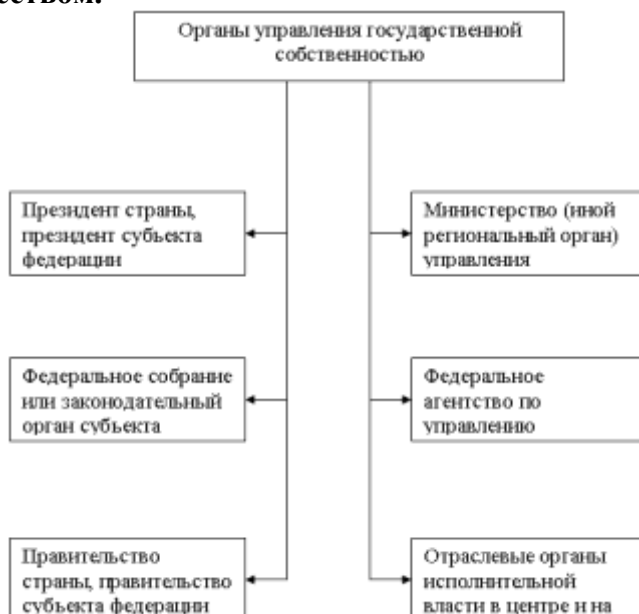 еством.
Органы управления государственной
собственностью
Президент страны,
президент субъекта
федерации
Министерство (иной
региональный орган)
управления
Федеральное собрание
или законодательный
орган субъекта
Федеральное
агентство по
управлению
Правительство
страны, правительство
субъекта федерации
Отраслевые органы
исполнительной
власти в центре и на